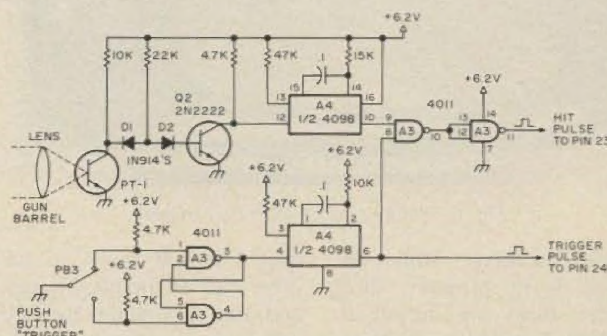 +6.2V
10K
22K
4.7K
47K
.1
15K
15
14
13
16
A4
1/2 4098
12
10
Q2
2N2222
D1
D2
1N914'S
LENS
GUN
BARREL
PT-1
9
8
A3
10
4011
+6.2V
13
12
14
A3
11
7
HIT
PULSE
TO PIN 23
+6.2V
47K
.1
+6.2V
10K
1
2
3
A4
1/2 4098
4
6
8
TRIGGER
PULSE
TO PIN 24
+6.2V
4.7K
4011
1
2
A3
3
PB3
+6.2V
4.7K
5
6
A3
4
PUSH
BUTTON
"TRIGGER"